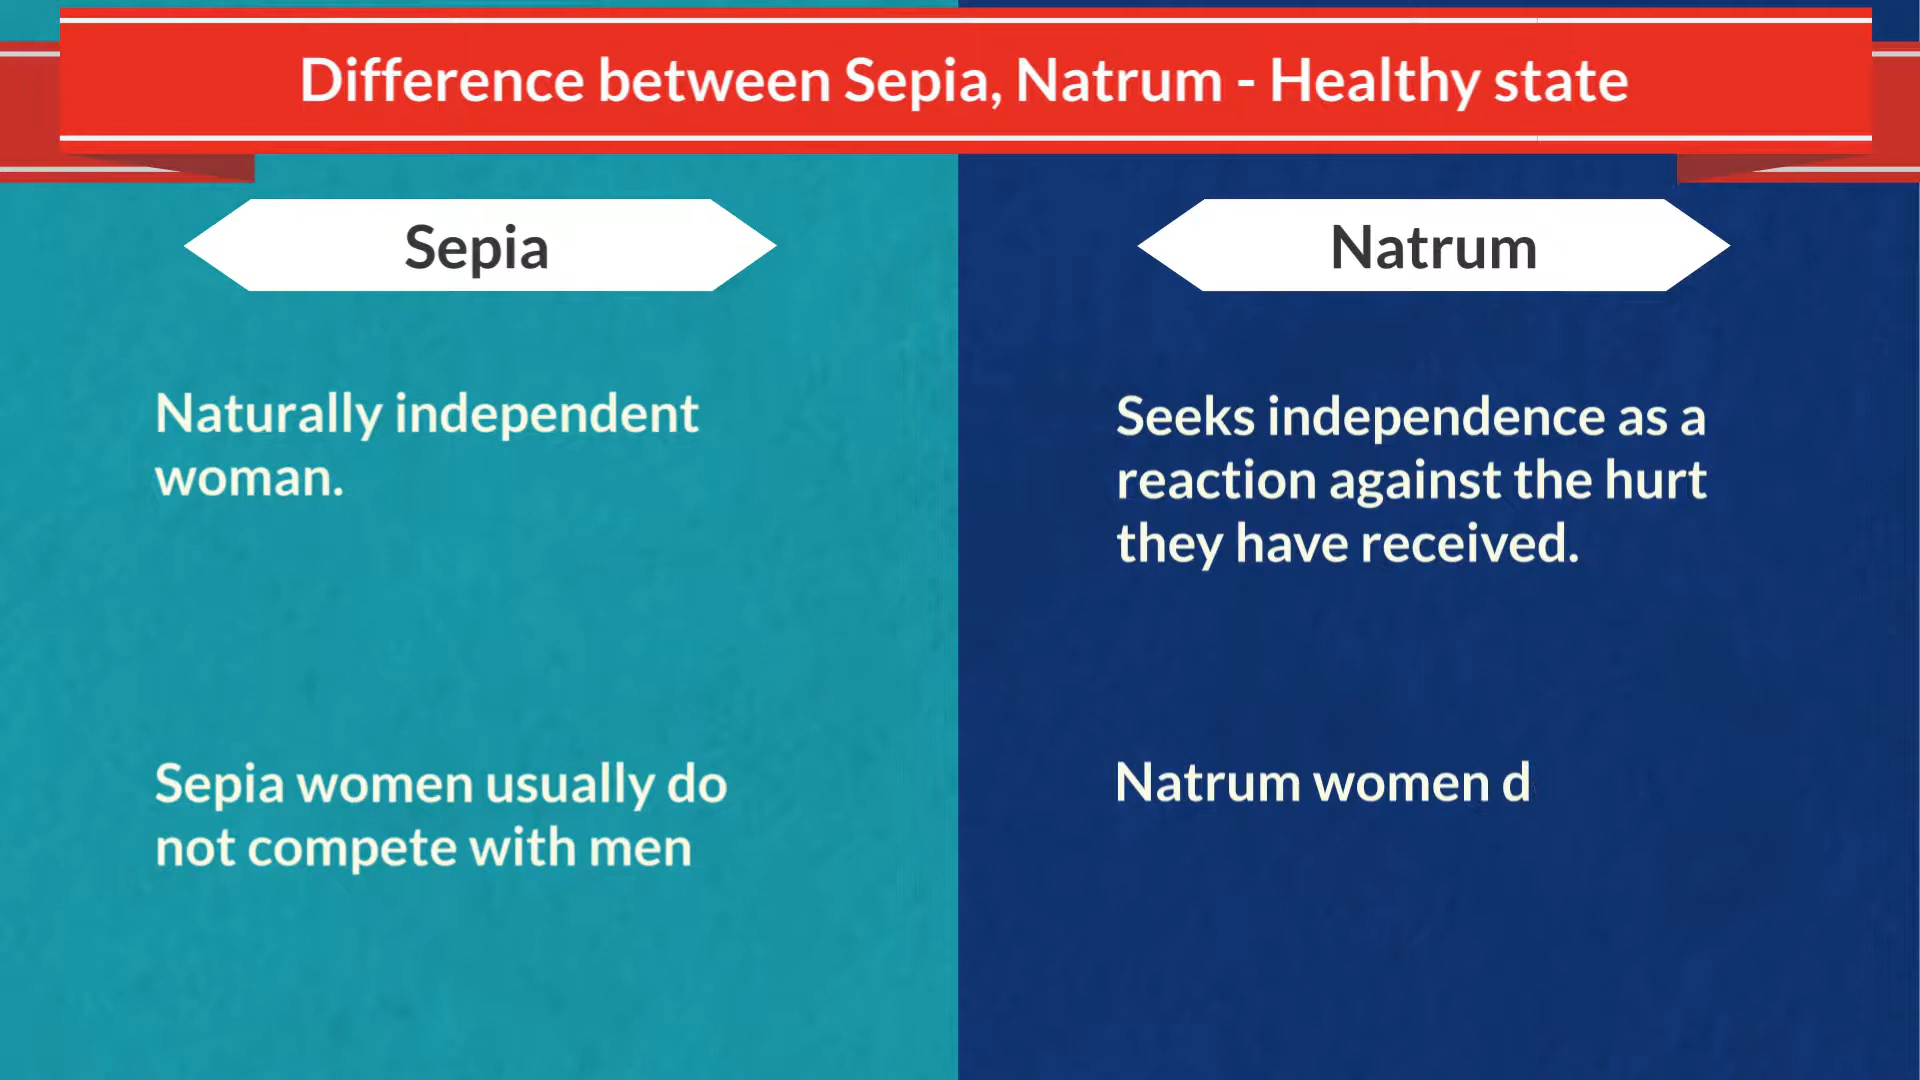 Difference between Sepia, Natrum - Healthy state
Sepia
Naturally independent
woman.
Sepia women usually do
not compete with men
Natrum
Seeks independence as a
reaction against the hurt
they have received.
Natrum women d